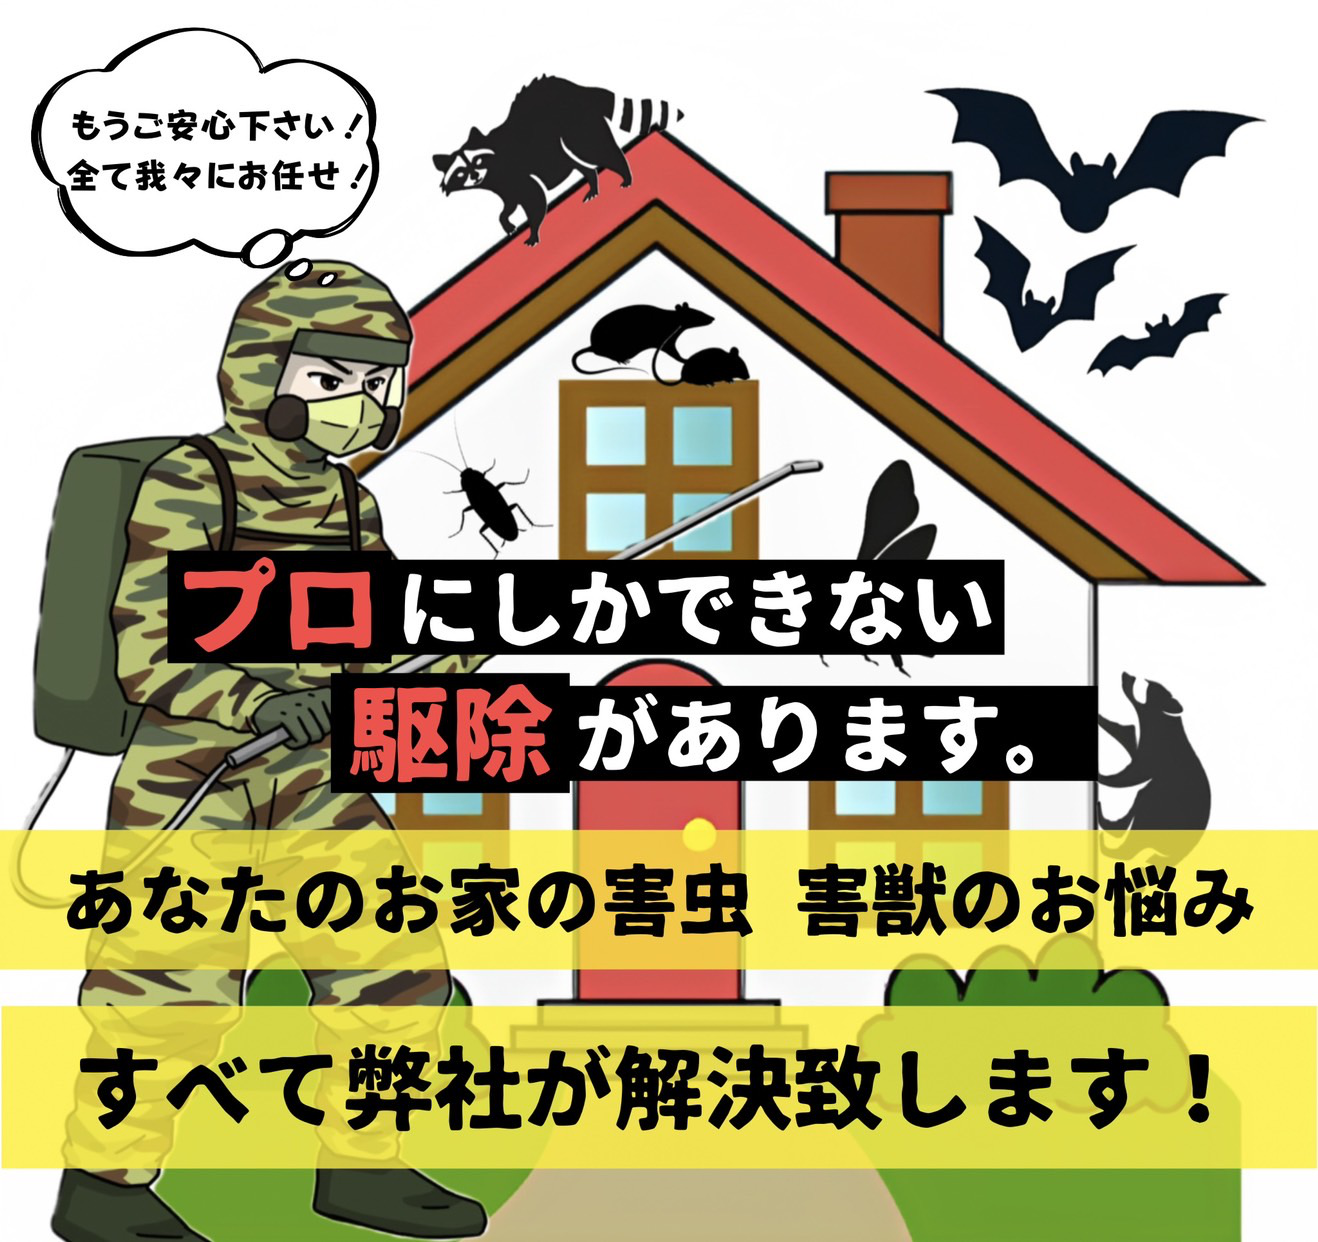 もうご安心下さい！
全て我々にお任せ！
プロにしかできない
駆除があります。
あなたのお家の害虫 害獣のお悩み
すべて弊社が解決致します！